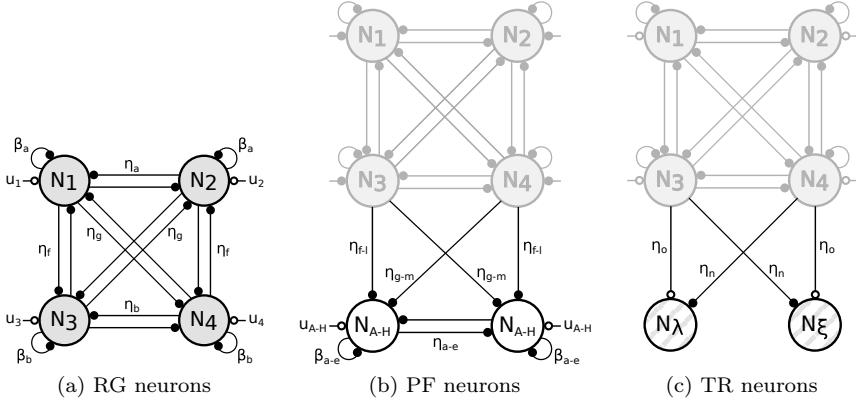 βa βa
ηa
u1 N1 N2 u2
ηf ηg ηg ηf
ηb
u3 N3 N4 u4
βb βb
(a) RG neurons
N1 N2
N3 N4
ηf-l ηf-l
ηg-m ηg-m
uA-H NA-H NA-H uA-H
ηa-e
βa-e βa-e
(b) PF neurons
N1 N2
N3 N4
ηo ηo
ηn ηn
Nλ Nξ
(c) TR neurons